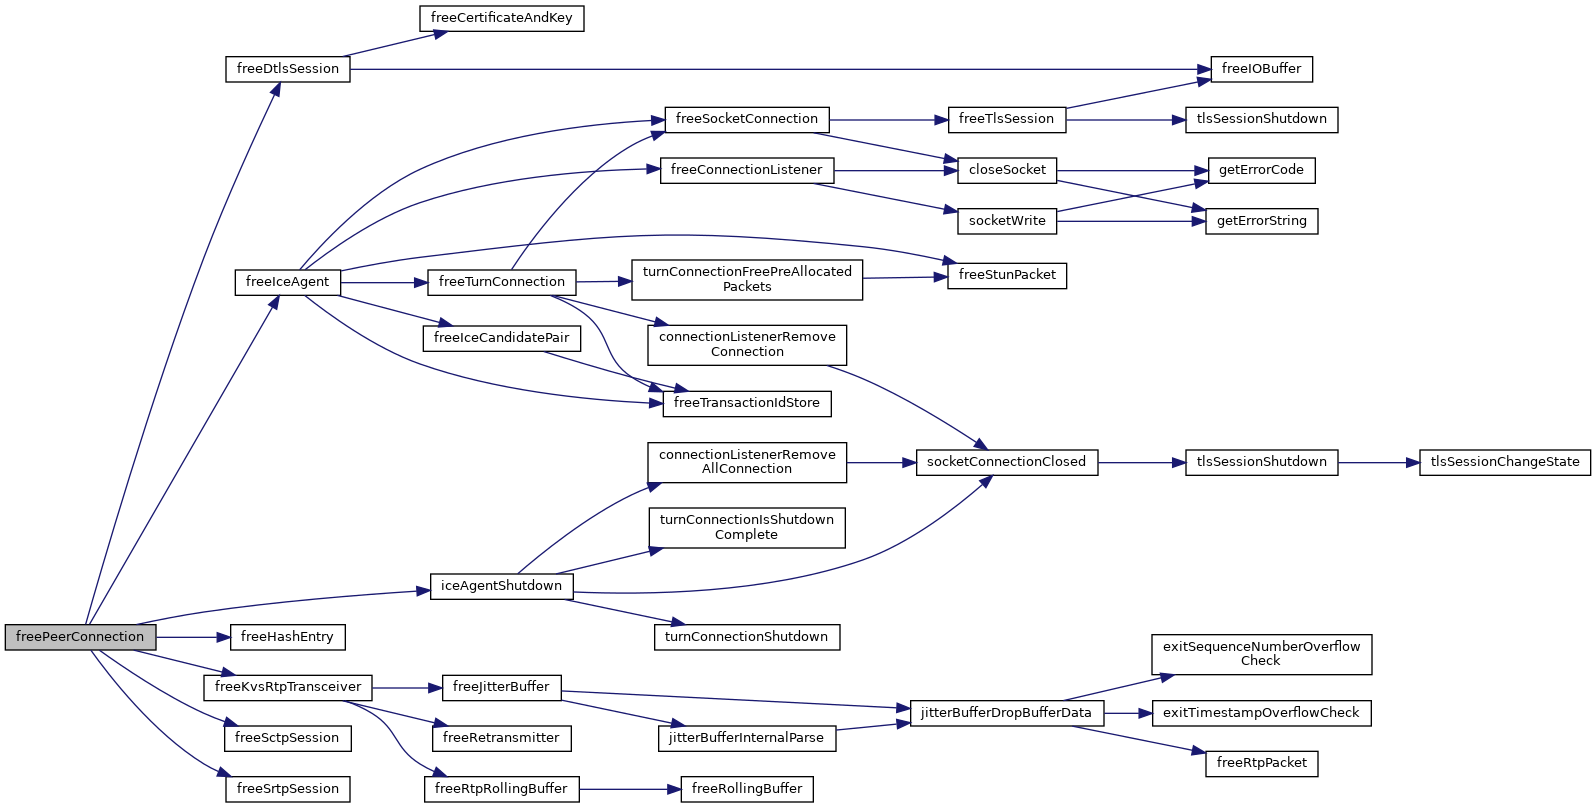 freeCertificateAndKey
freeDtlsSession
freeIOBuffer
freeSocketConnection
freeTlsSession
tlsSessionShutdown
freeConnectionListener
closeSocket
getErrorCode
socketWrite
getErrorString
freeIceAgent
freeTurnConnection
turnConnectionFreePreAllocated
Packets
freeStunPacket
freeIceCandidatePair
connectionListenerRemove
Connection
freeTransactionIdStore
connectionListenerRemove
AllConnection
socketConnectionClosed
tlsSessionShutdown
tlsSessionChangeState
turnConnectionIsShutdown
Complete
iceAgentShutdown
turnConnectionShutdown
freePeerConnection
freeHashEntry
exitSequenceNumberOverflow
Check
freeKvsRtpTransceiver
freeJitterBuffer
jitterBufferDropBufferData
exitTimestampOverflowCheck
freeSctpSession
freeRetransmitter
jitterBufferInternalParse
freeRtpPacket
freeSrtpSession
freeRtpRollingBuffer
freeRollingBuffer